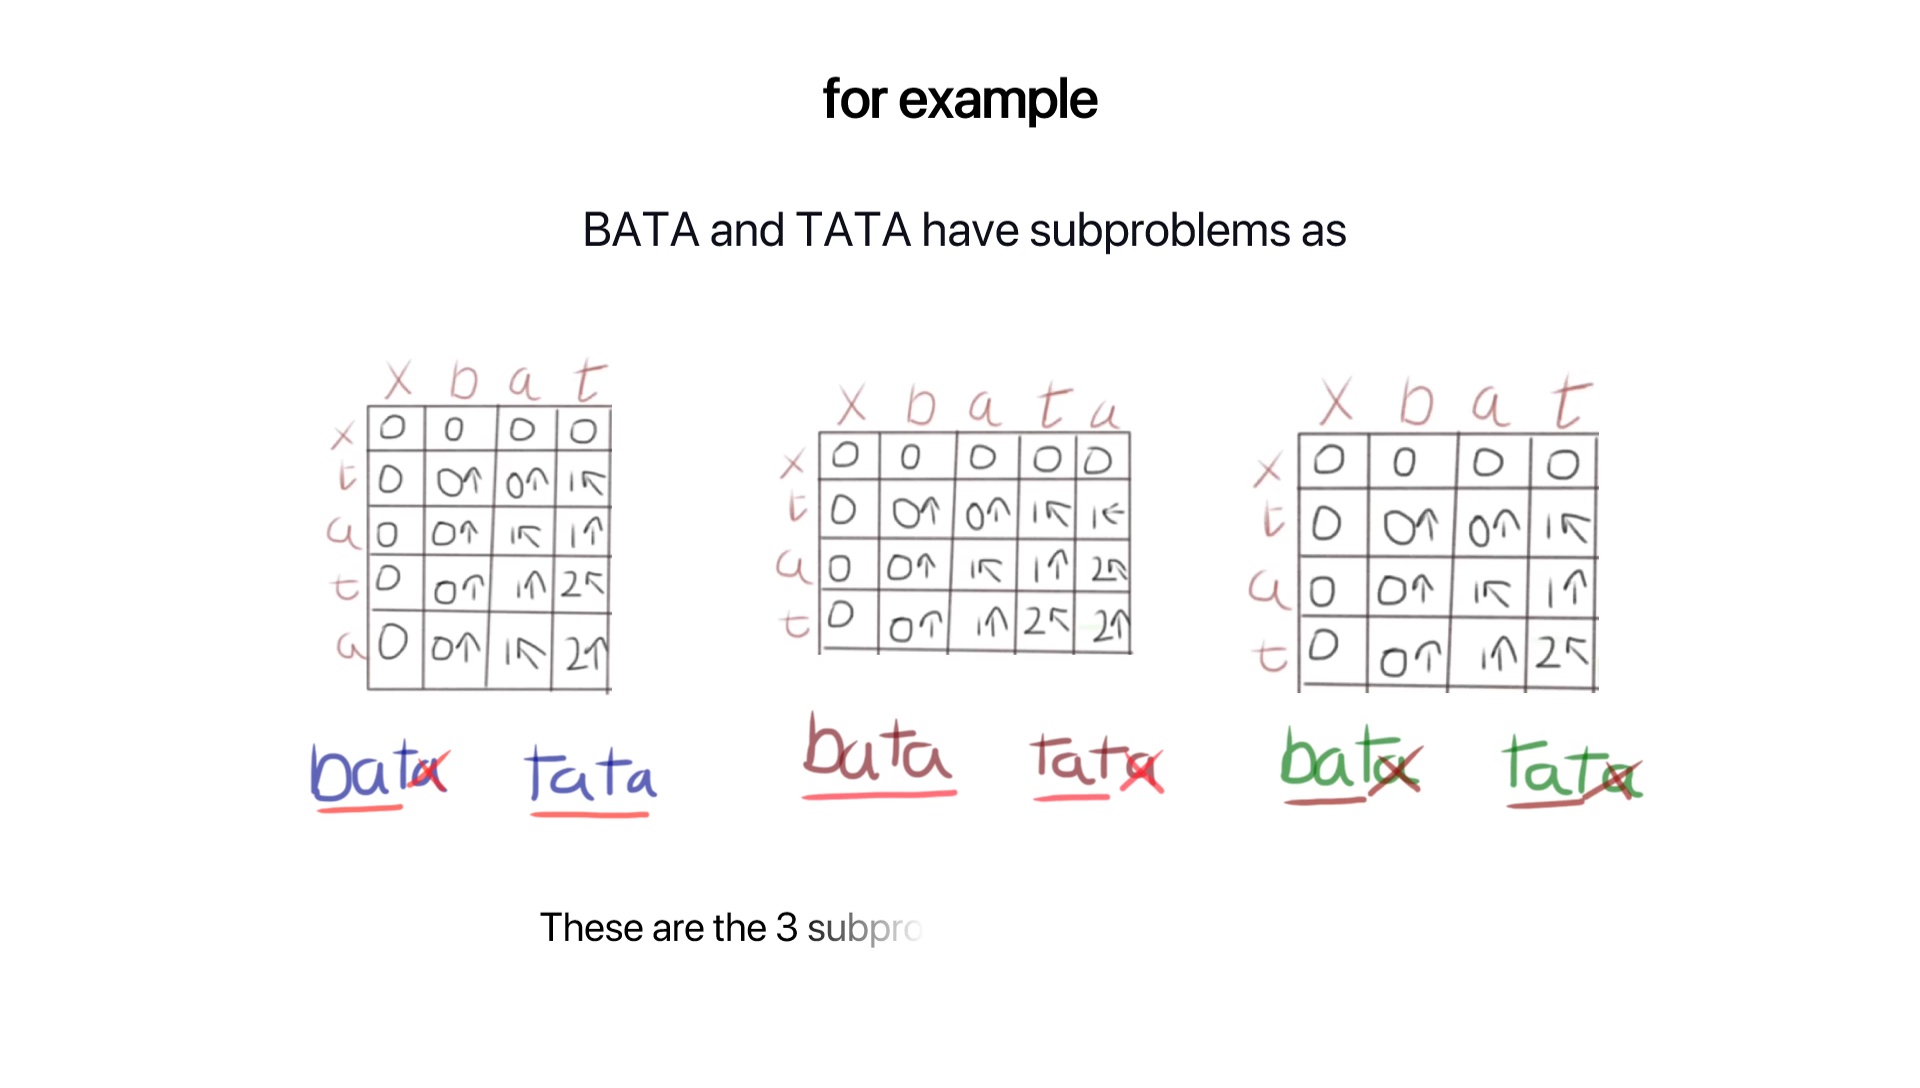 for example
BATA and TATA have subproblems as
x b a t
x 0 0 0 0
t 0 0↑ 0↑ 1↖
a 0 0↑ 1↖ 1↑
t 0 0↑ 1↑ 2↖
a 0 0↑ 1↖ 2↑
bata tata
x b a t a
x 0 0 0 0 0
t 0 0↑ 0↑ 1↖ 1←
a 0 0↑ 1↖ 1↑ 2↖
t 0 0↑ 1↑ 2↖ 2↑
bata tata
x b a t
x 0 0 0 0
t 0 0↑ 0↑ 1↖
a 0 0↑ 1↖ 1↑
t 0 0↑ 1↑ 2↖
bata tata
These are the 3 subpro